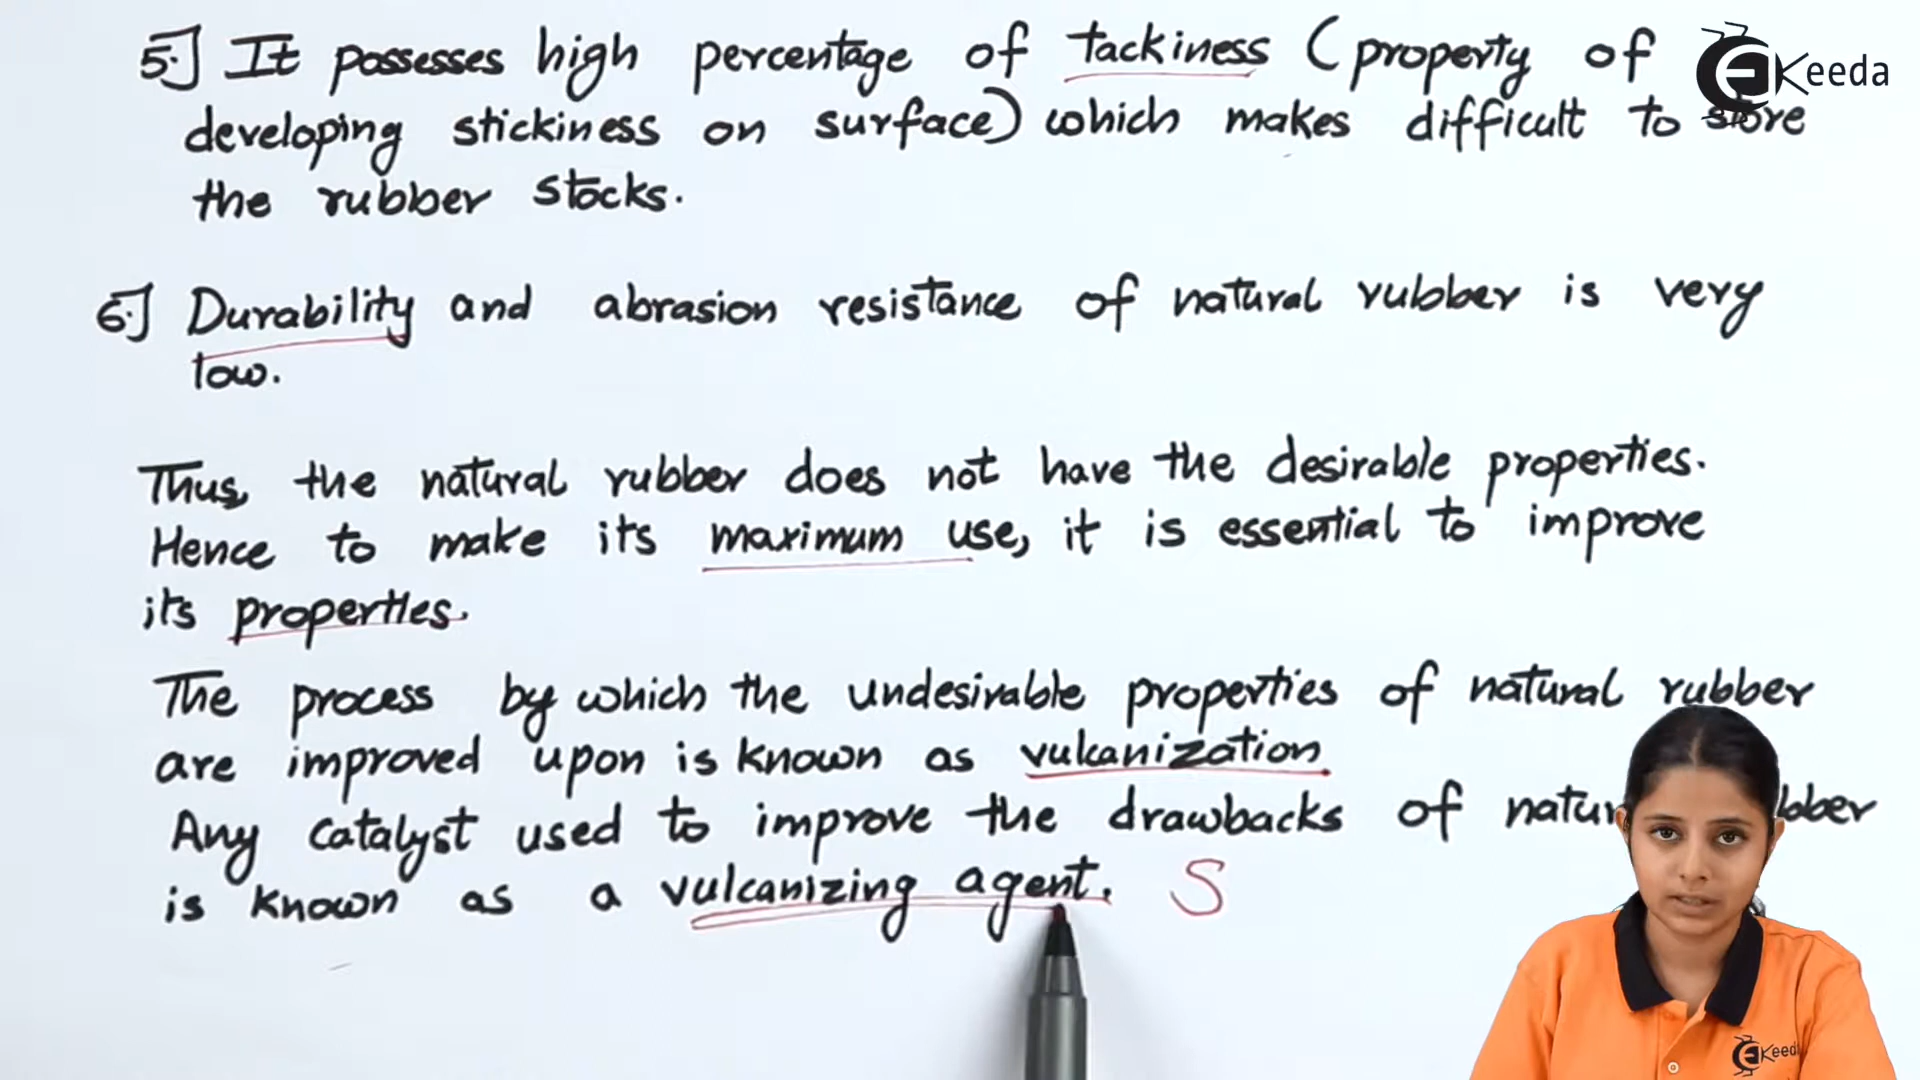 5.] It possesses high percentage of tackiness (property of
developing stickiness on surface) which makes difficult to store
the rubber stocks.
6.] Durability and abrasion resistance of natural rubber is very
low.
Thus, the natural rubber does not have the desirable properties.
Hence to make its maximum use, it is essential to improve
its properties.
The process by which the undesirable properties of natural rubber
are improved upon is known as vulcanization
Any catalyst used to improve the drawbacks of natur bber
is known as a vulcanizing agent. S
EKeeda
EKeeda